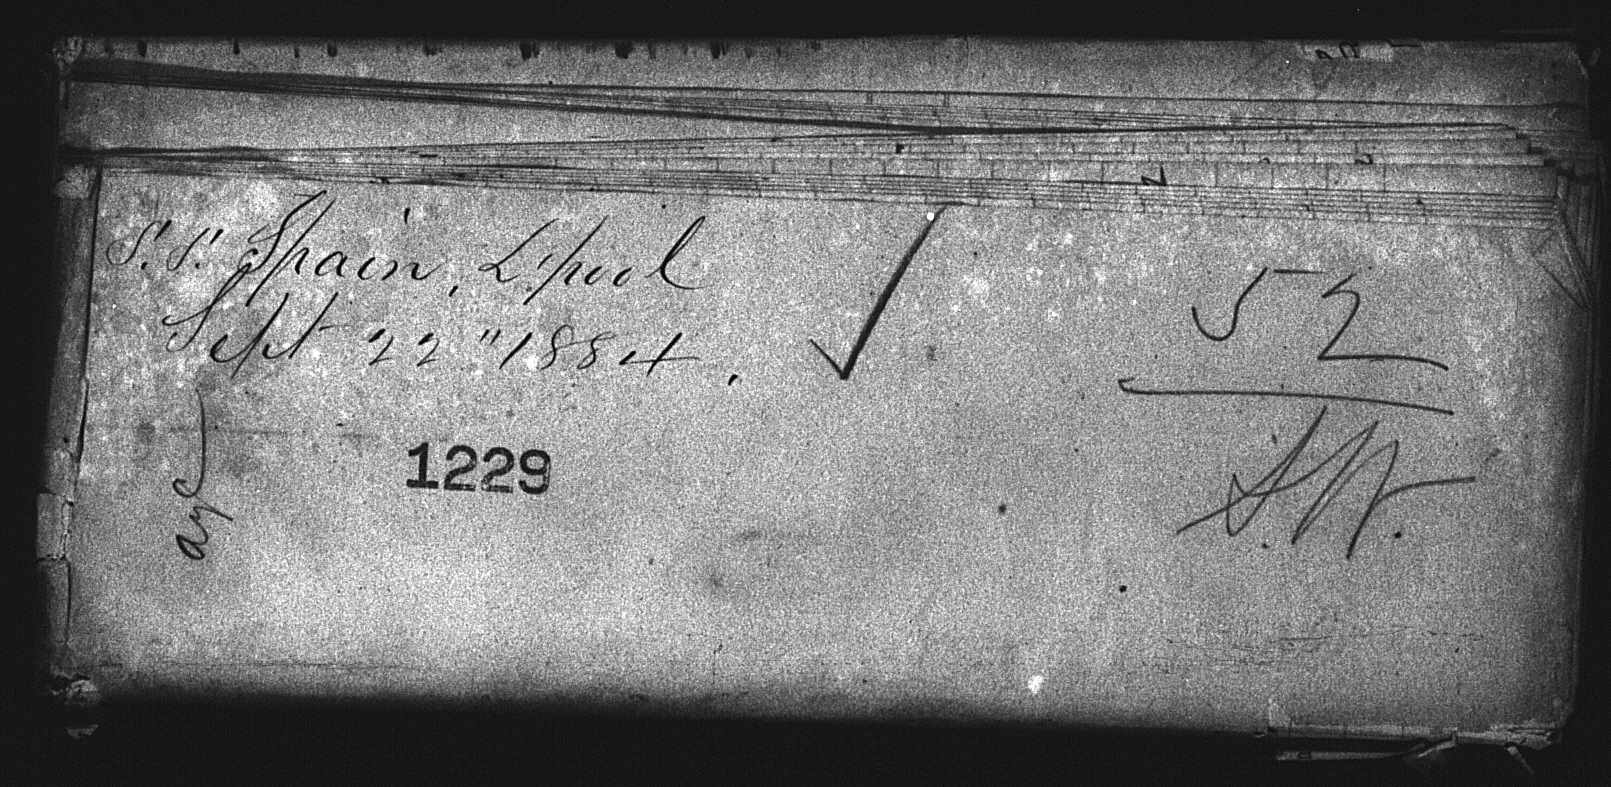 S.S. Spain, L'pool
Sept 22" 1884.
52
1229